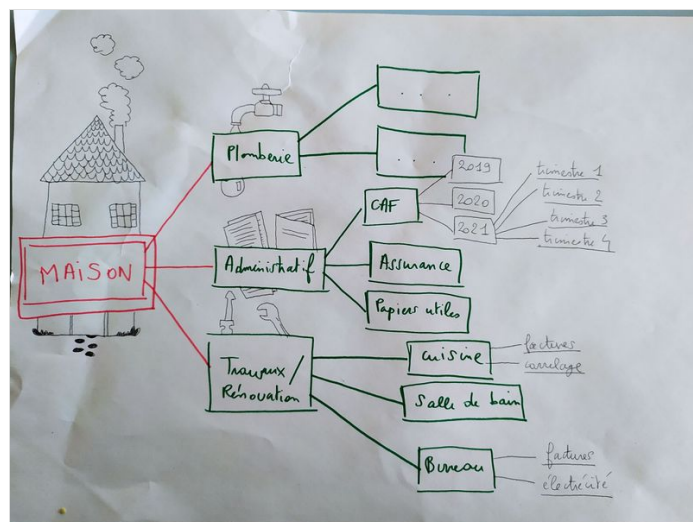 MAISON
Plomberie
. . .
. . .
Administratif
CAF
2019
2020
2021
trimestre 1
trimestre 2
trimestre 3
trimestre 4
Assurance
Papiers utiles
Travaux /
Rénovation
cuisine
factures
carrelage
Salle de bain
Bureau
factures
électrécité